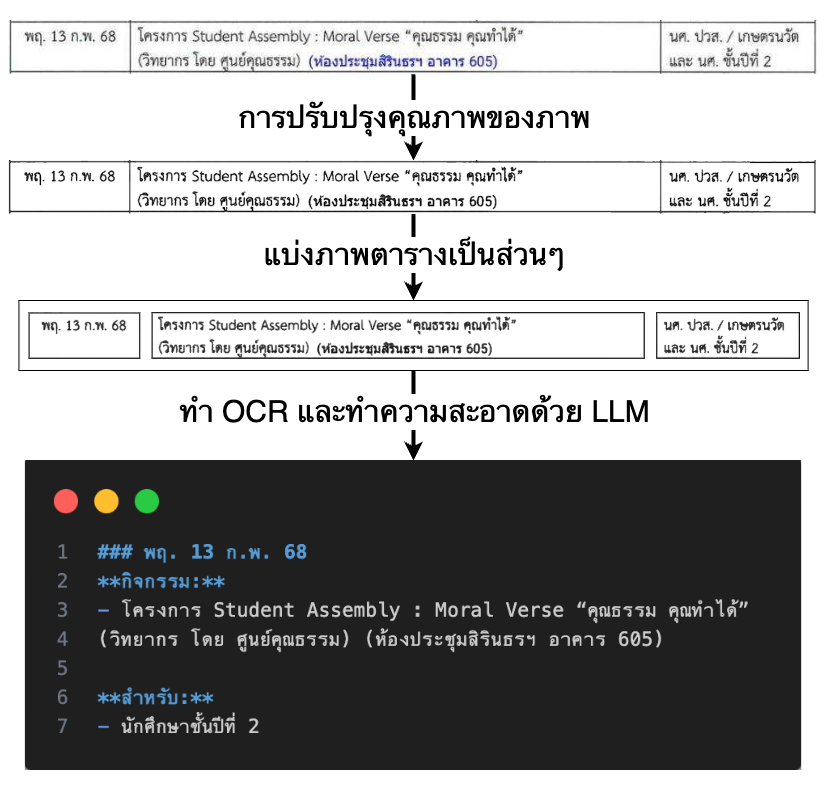 พฤ. 13 ก.พ. 68
โครงการ Student Assembly : Moral Verse “คุณธรรม คุณทำได้”
(วิทยากร โดย ศูนย์คุณธรรม) (ห้องประชุมสิรินธรฯ อาคาร 605)
นศ. ปวส. / เกษตรนวัต
และ นศ. ชั้นปีที่ 2
การปรับปรุงคุณภาพของภาพ
พฤ. 13 ก.พ. 68
โครงการ Student Assembly : Moral Verse “คุณธรรม คุณทำได้”
(วิทยากร โดย ศูนย์คุณธรรม) (ห้องประชุมสิรินธรฯ อาคาร 605)
นศ. ปวส. / เกษตรนวัต
และ นศ. ชั้นปีที่ 2
แบ่งภาพตารางเป็นส่วนๆ
พฤ. 13 ก.พ. 68
โครงการ Student Assembly : Moral Verse “คุณธรรม คุณทำได้”
(วิทยากร โดย ศูนย์คุณธรรม) (ห้องประชุมสิรินธรฯ อาคาร 605)
นศ. ปวส. / เกษตรนวัต
และ นศ. ชั้นปีที่ 2
ทำ OCR และทำความสะอาดด้วย LLM
1 ### พฤ. 13 ก.พ. 68
2 **กิจกรรม:**
3 - โครงการ Student Assembly : Moral Verse “คุณธรรม คุณทำได้”
4 (วิทยากร โดย ศูนย์คุณธรรม) (ห้องประชุมสิรินธรฯ อาคาร 605)
5
6 **สำหรับ:**
7 - นักศึกษาชั้นปีที่ 2